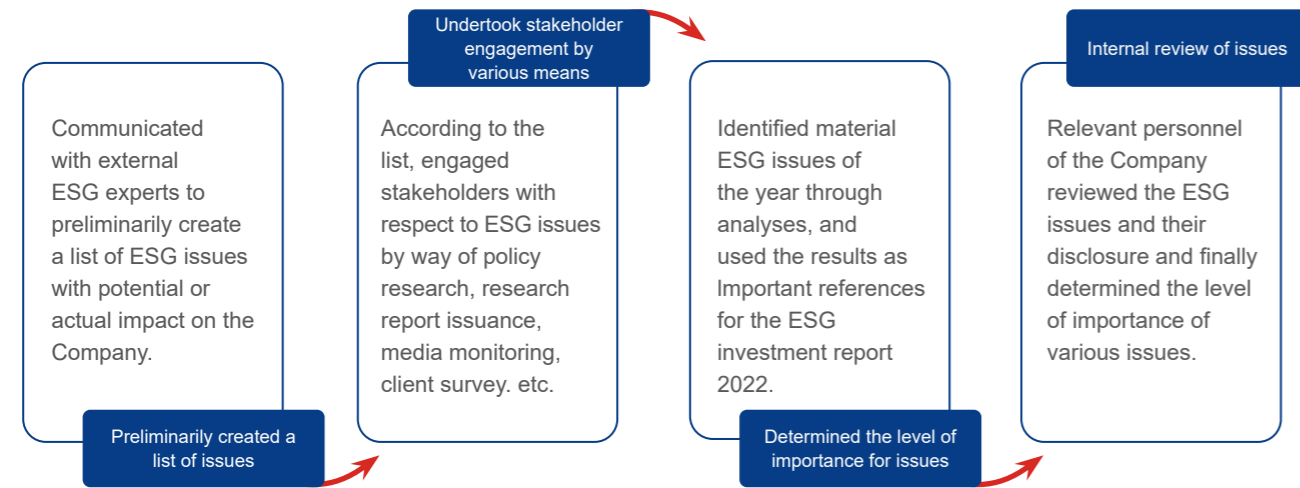 Communicated
with external
ESG experts to
preliminarily create
a list of ESG issues
with potential or
actual impact on the
Company.
Preliminarily created a
list of issues
Undertook stakeholder
engagement by
various means
According to the
list, engaged
stakeholders with
respect to ESG issues
by way of policy
research, research
report issuance,
media monitoring,
client survey. etc.
Identified material
ESG issues of
the year through
analyses, and
used the results as
Important references
for the ESG
investment report
2022.
Determined the level of
importance for issues
Internal review of issues
Relevant personnel
of the Company
reviewed the ESG
issues and their
disclosure and finally
determined the level
of importance of
various issues.